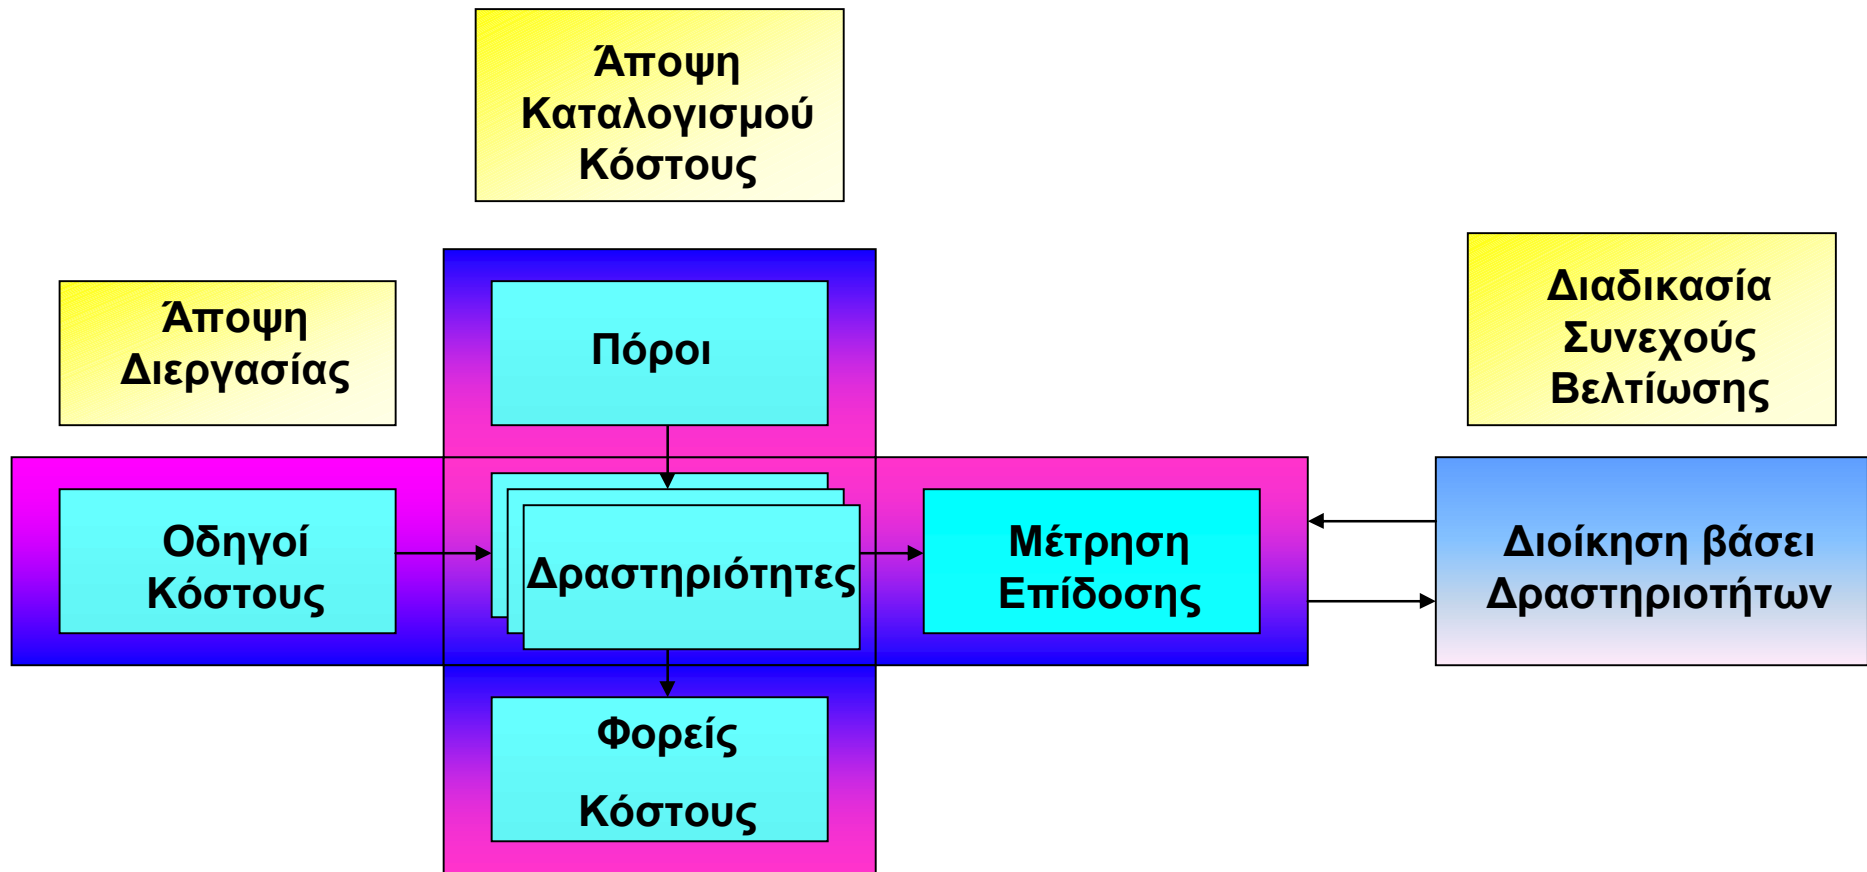 Άποψη
Καταλογισμού
Κόστους
Άποψη
Διεργασίας
Πόροι
Διαδικασία
Συνεχούς
Βελτίωσης
Οδηγοί
Κόστους
Δραστηριότητες
Μέτρηση
Επίδοσης
Διοίκηση βάσει
Δραστηριοτήτων
Φορείς
Κόστους